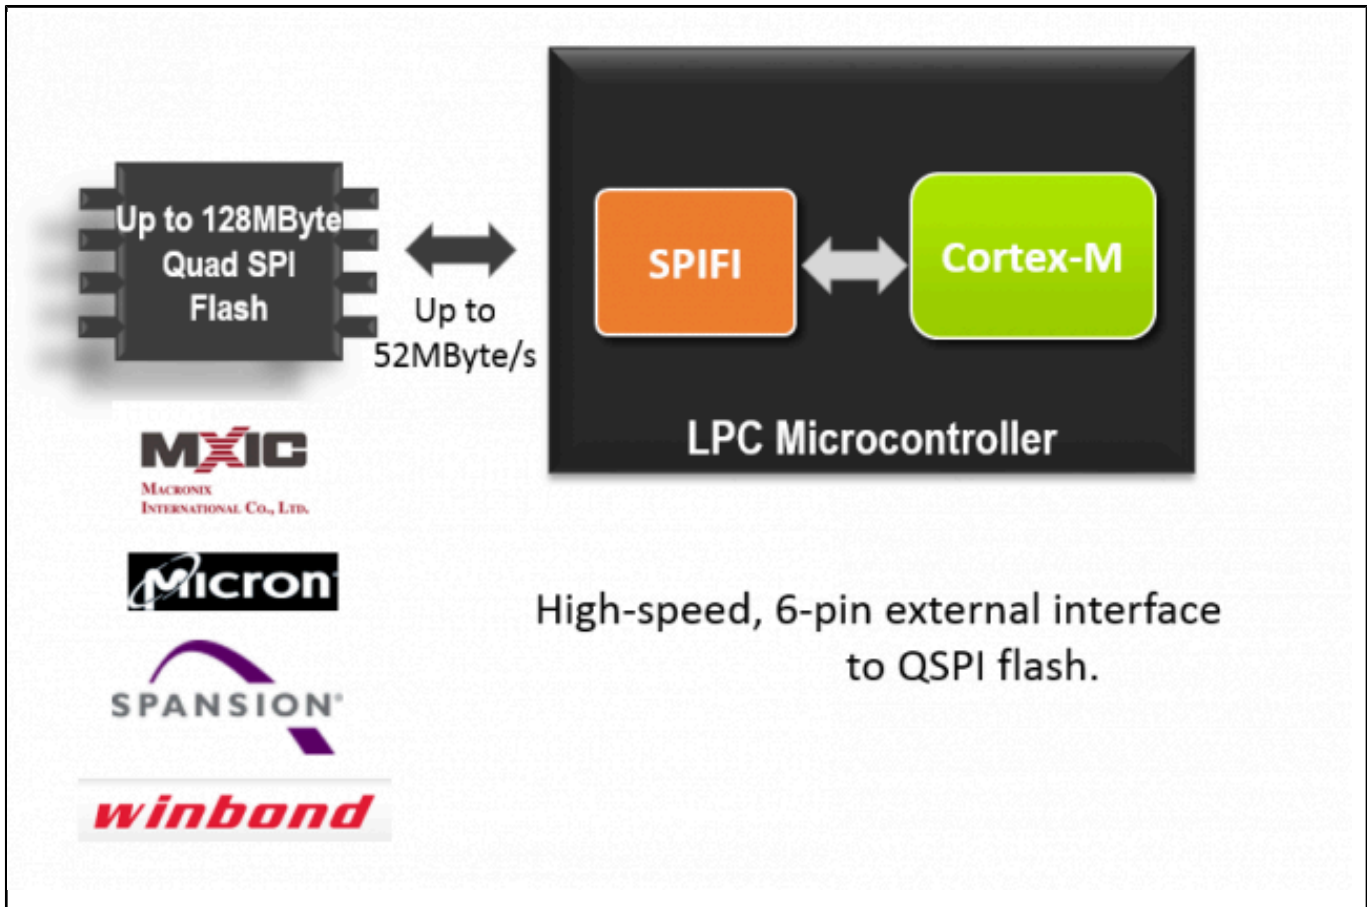 Up to 128MByte
Quad SPI
Flash
Up to
52MByte/s
SPIFI
Cortex-M
LPC Microcontroller
MXIC
MACRONIX
INTERNATIONAL CO., LTD.
Micron
SPANSION®
winbond
High-speed, 6-pin external interface
to QSPI flash.